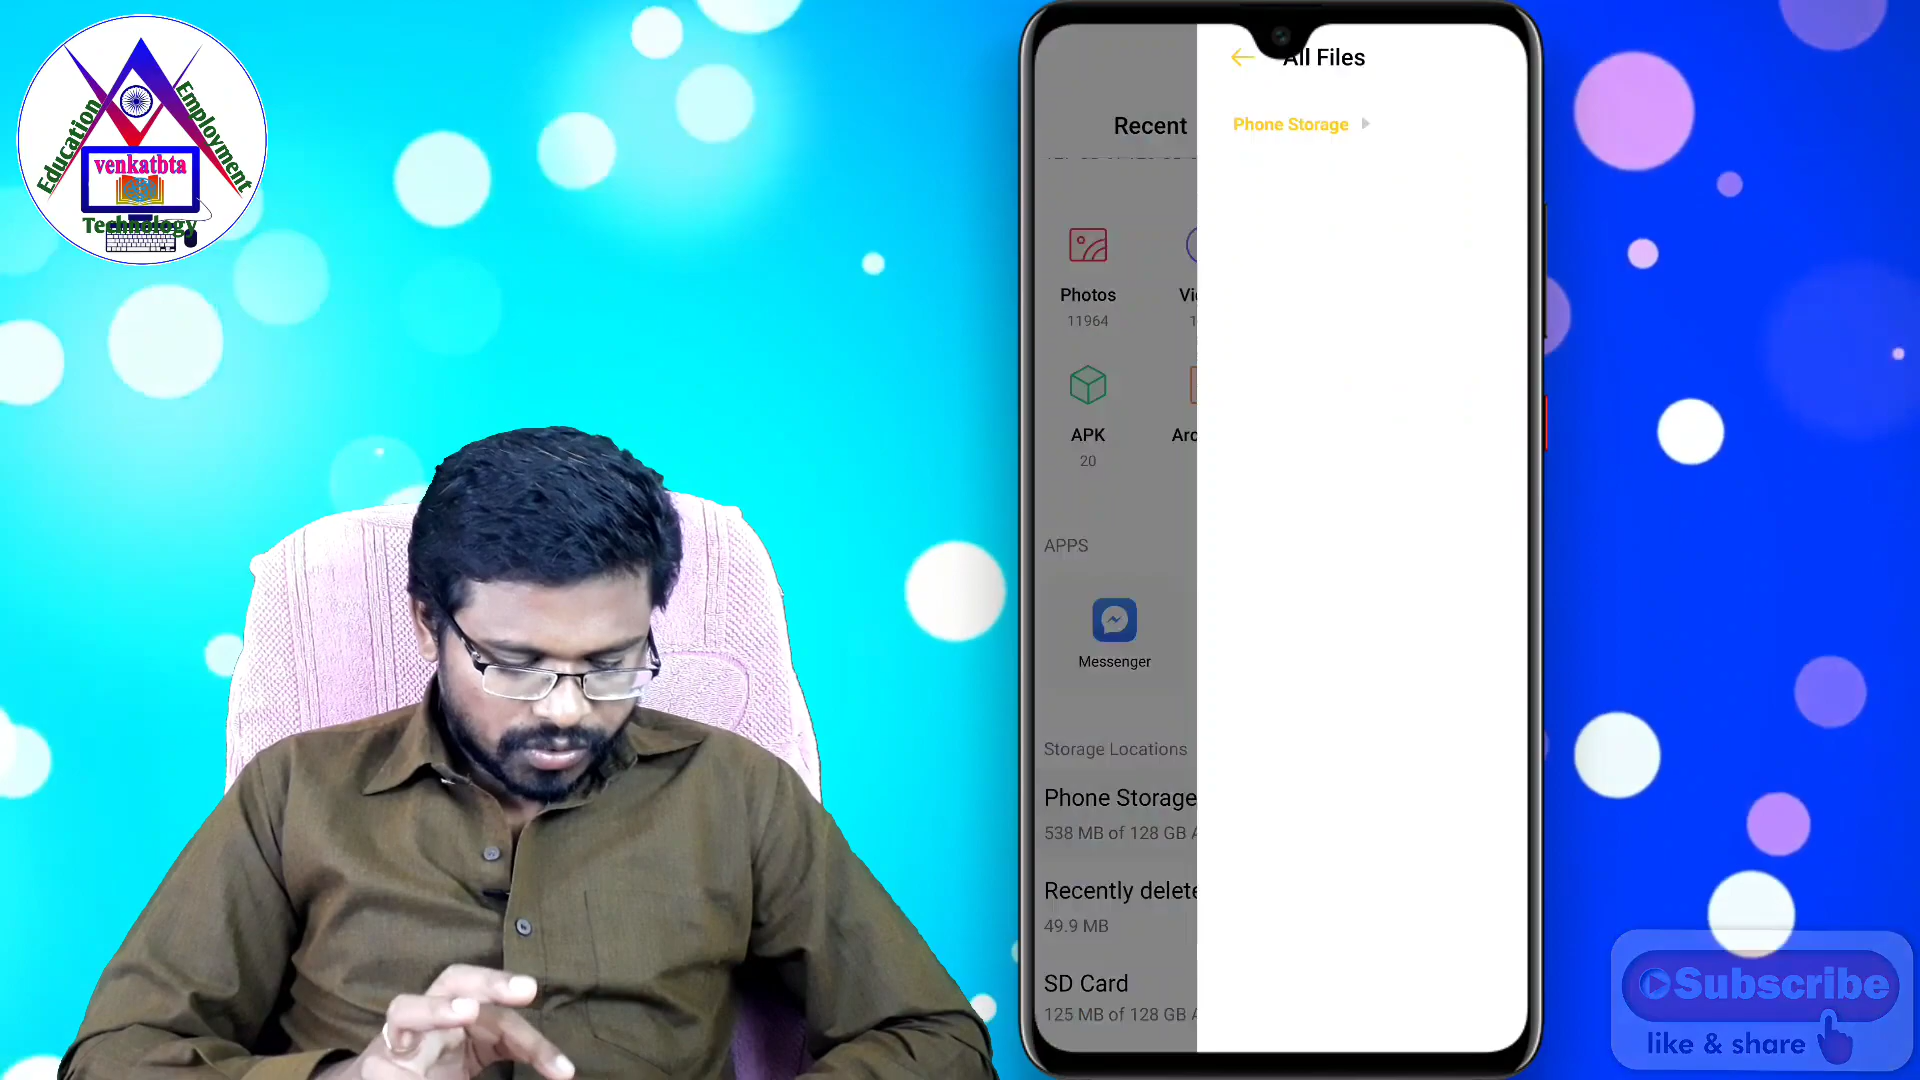 Education
Employment
venkatbta
Technology
All Files
Phone Storage
Recent
Photos
11964
APK
20
APPS
Messenger
Storage Locations
Phone Storage
538 MB of 128 GB
Recently delete
49.9 MB
SD Card
125 MB of 128 GB
Subscribe
like & share